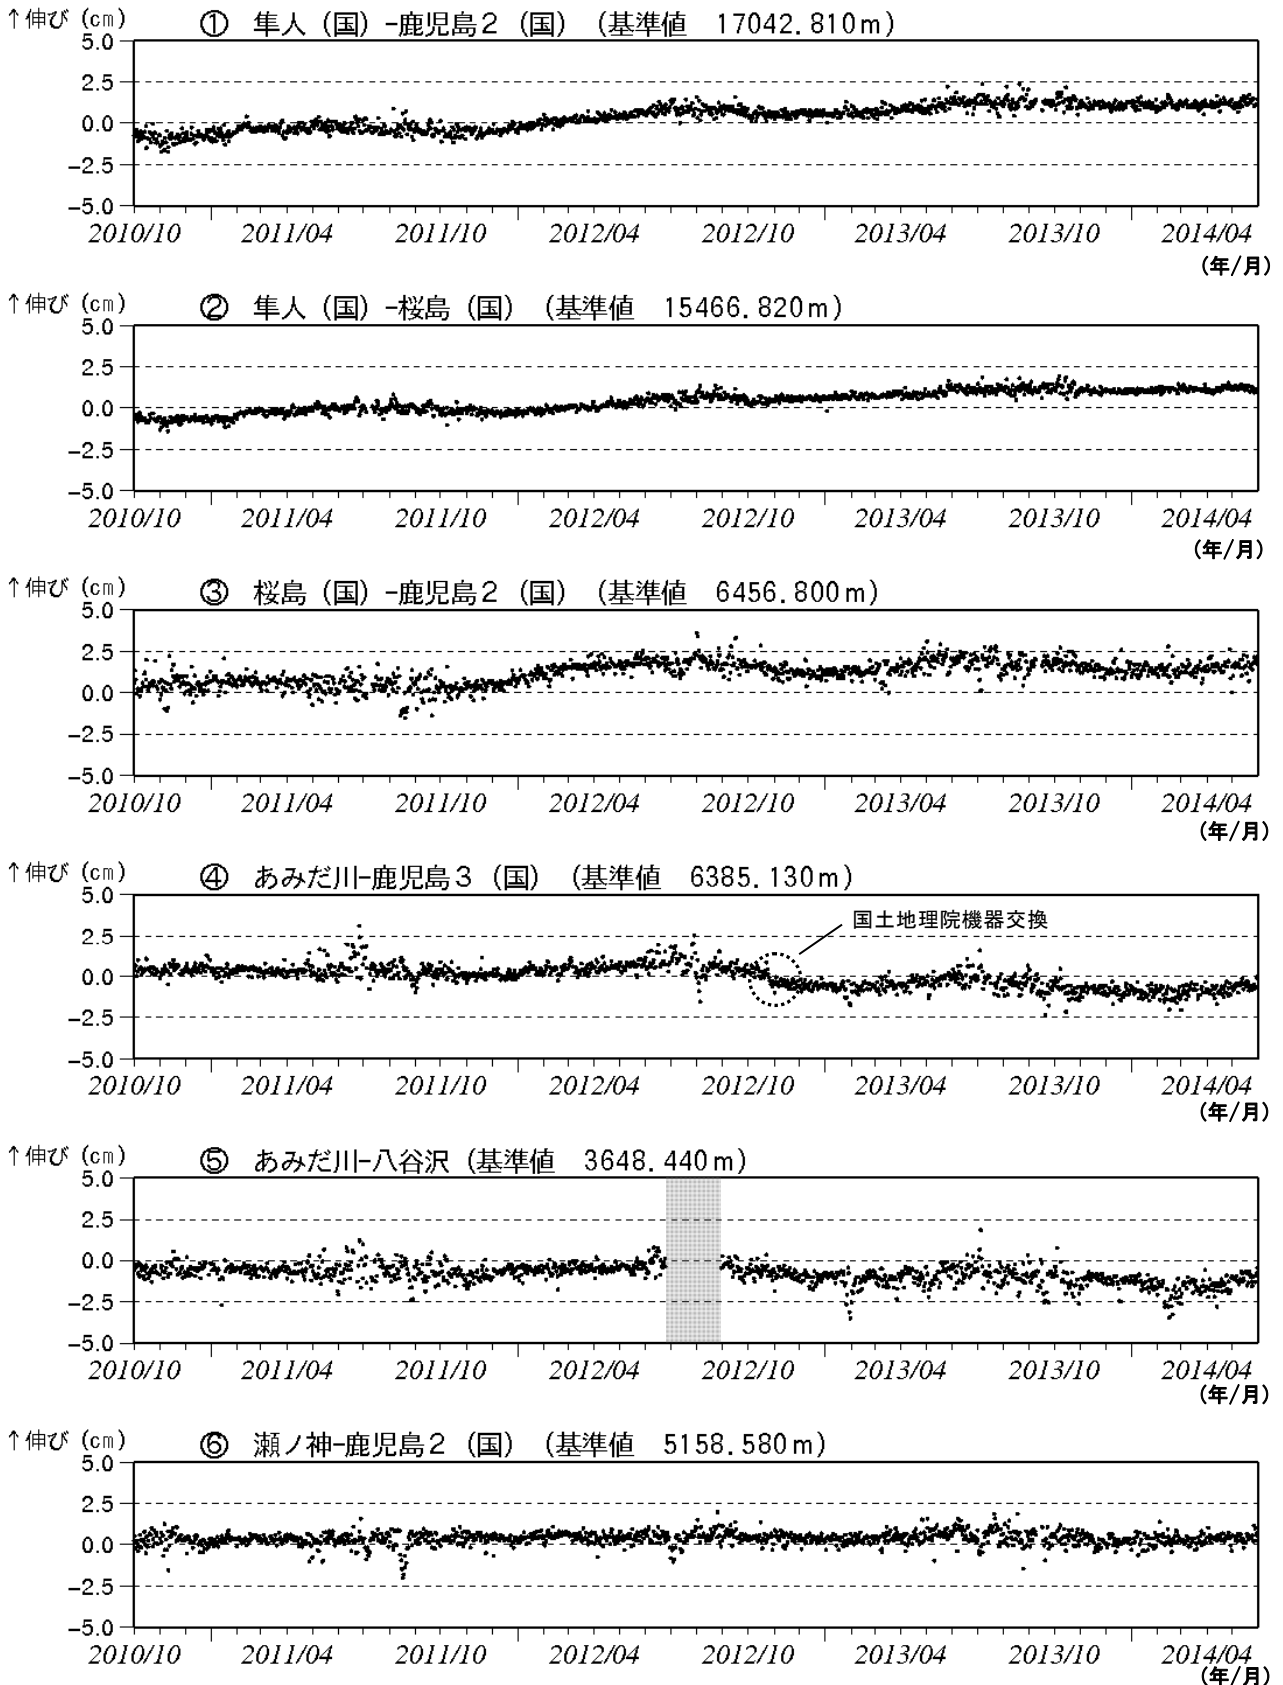 ↑伸び (cm) ① 隼人（国）-鹿児島２（国）（基準値 17042.810m）
5.0
2.5
0.0
-2.5
-5.0
2010/10 2011/04 2011/10 2012/04 2012/10 2013/04 2013/10 2014/04
(年/月)
↑伸び (cm) ② 隼人（国）-桜島（国）（基準値 15466.820m）
5.0
2.5
0.0
-2.5
-5.0
2010/10 2011/04 2011/10 2012/04 2012/10 2013/04 2013/10 2014/04
(年/月)
↑伸び (cm) ③ 桜島（国）-鹿児島２（国）（基準値 6456.800m）
5.0
2.5
0.0
-2.5
-5.0
2010/10 2011/04 2011/10 2012/04 2012/10 2013/04 2013/10 2014/04
(年/月)
↑伸び (cm) ④ あみだ川-鹿児島３（国）（基準値 6385.130m）
5.0
国土地理院機器交換
2.5
0.0
-2.5
-5.0
2010/10 2011/04 2011/10 2012/04 2012/10 2013/04 2013/10 2014/04
(年/月)
↑伸び (cm) ⑤ あみだ川-八谷沢（基準値 3648.440m）
5.0
2.5
0.0
-2.5
-5.0
2010/10 2011/04 2011/10 2012/04 2012/10 2013/04 2013/10 2014/04
(年/月)
↑伸び (cm) ⑥ 瀬ノ神-鹿児島２（国）（基準値 5158.580m）
5.0
2.5
0.0
-2.5
-5.0
2010/10 2011/04 2011/10 2012/04 2012/10 2013/04 2013/10 2014/04
(年/月)